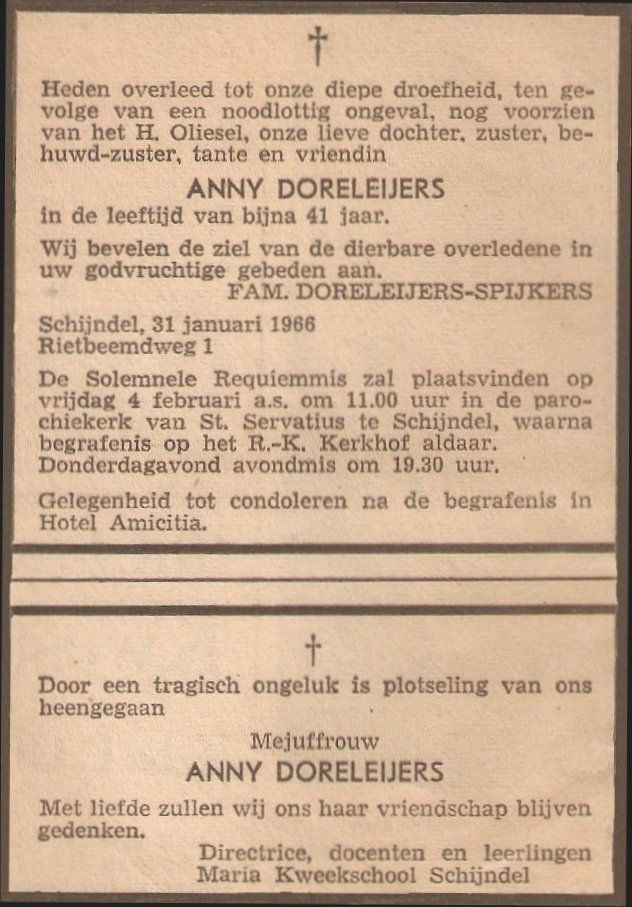 Heden overleed tot onze diepe droefheid, ten ge-
volge van een noodlottig ongeval, nog voorzien
van het H. Oliesel, onze lieve dochter, zuster, be-
huwd-zuster, tante en vriendin
ANNY DORELEIJERS
in de leeftijd van bijna 41 jaar.
Wij bevelen de ziel van de dierbare overledene in
uw godvruchtige gebeden aan.
FAM. DORELEIJERS-SPIJKERS
Schijndel, 31 januari 1966
Rietbeemdweg 1
De Solemnele Requiemmis zal plaatsvinden op
vrijdag 4 februari a.s. om 11.00 uur in de paro-
chiekerk van St. Servatius te Schijndel, waarna
begrafenis op het R.-K. Kerkhof aldaar.
Donderdagavond avondmis om 19.30 uur.
Gelegenheid tot condoleren na de begrafenis in
Hotel Amicitia.
Door een tragisch ongeluk is plotseling van ons
heengegaan
Mejuffrouw
ANNY DORELEIJERS
Met liefde zullen wij ons haar vriendschap blijven
gedenken.
Directrice, docenten en leerlingen
Maria Kweekschool Schijndel